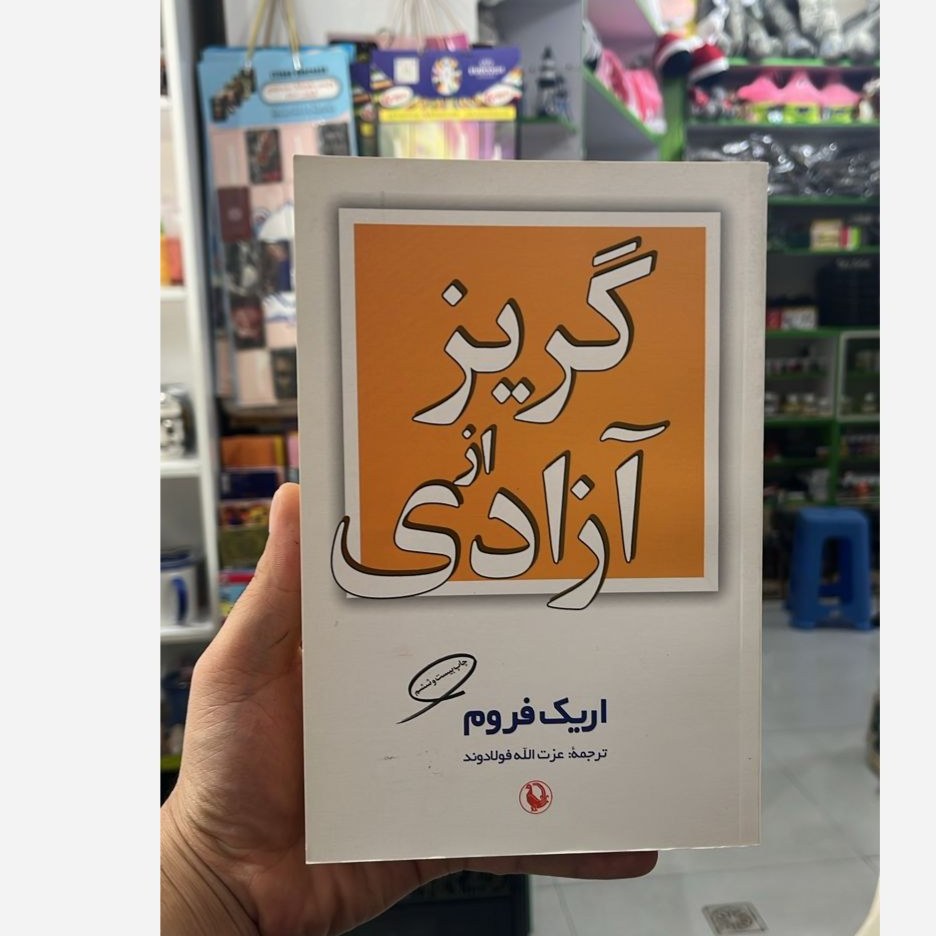 گریز
از
آزادی
چاپ بیست و ششم
اریک فروم
ترجمهٔ: عزت الله فولادوند